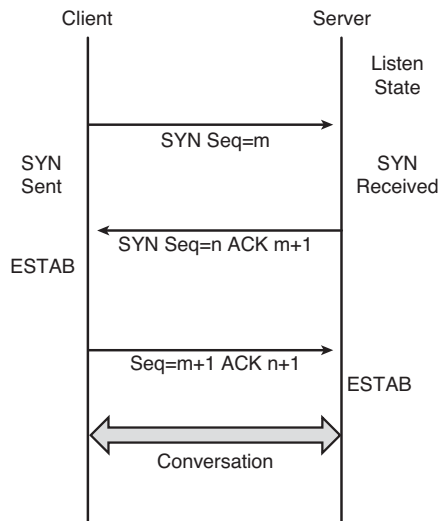 Client
Server
Listen
State
SYN Seq=m
SYN
Sent
SYN
Received
SYN Seq=n ACK m+1
ESTAB
Seq=m+1 ACK n+1
ESTAB
Conversation